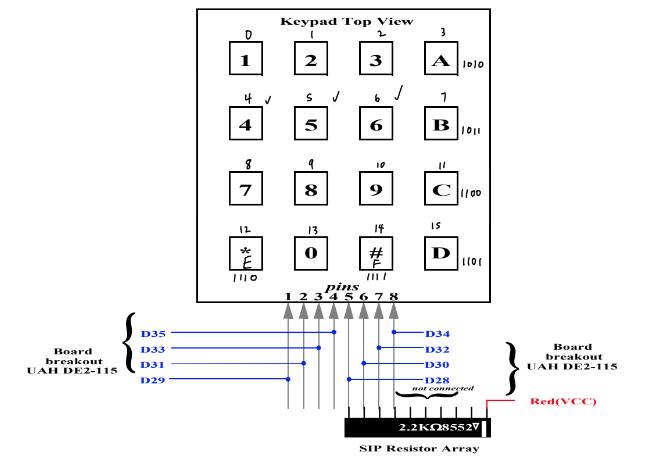 Keypad Top View
0 1 2 3
1 2 3 A 1010
4 ✓ 5 ✓ 6 ✓ 7
4 5 6 B 1011
8 9 10 11
7 8 9 C 1100
12 13 14 15
* 0 # D 1101
E F
1110 1111
pins
1 2 3 4 5 6 7 8
D35 D34
D33 D32
Board breakout UAH DE2-115
D31 D30
Board breakout UAH DE2-115
D29 D28
not connected
Red(VCC)
2.2KΩ8552
SIP Resistor Array